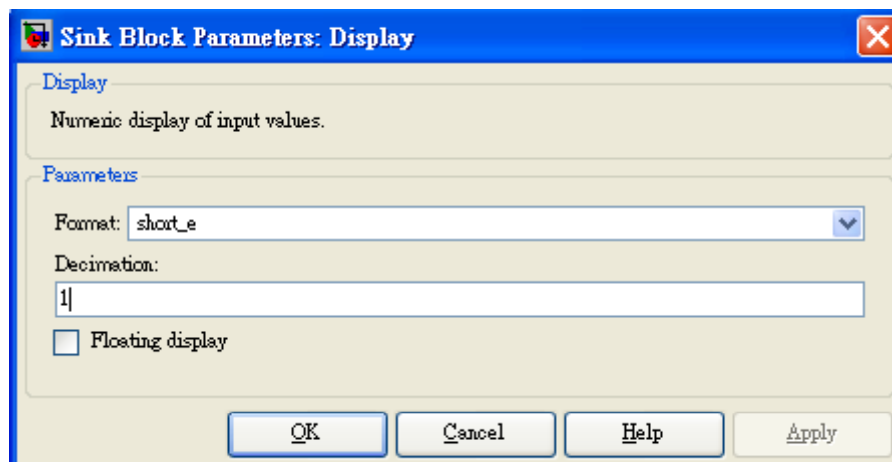 Sink Block Parameters: Display
Display
Numeric display of input values.
Parameters
Format: short_e
Decimation:
1
Floating display
OK Cancel Help Apply